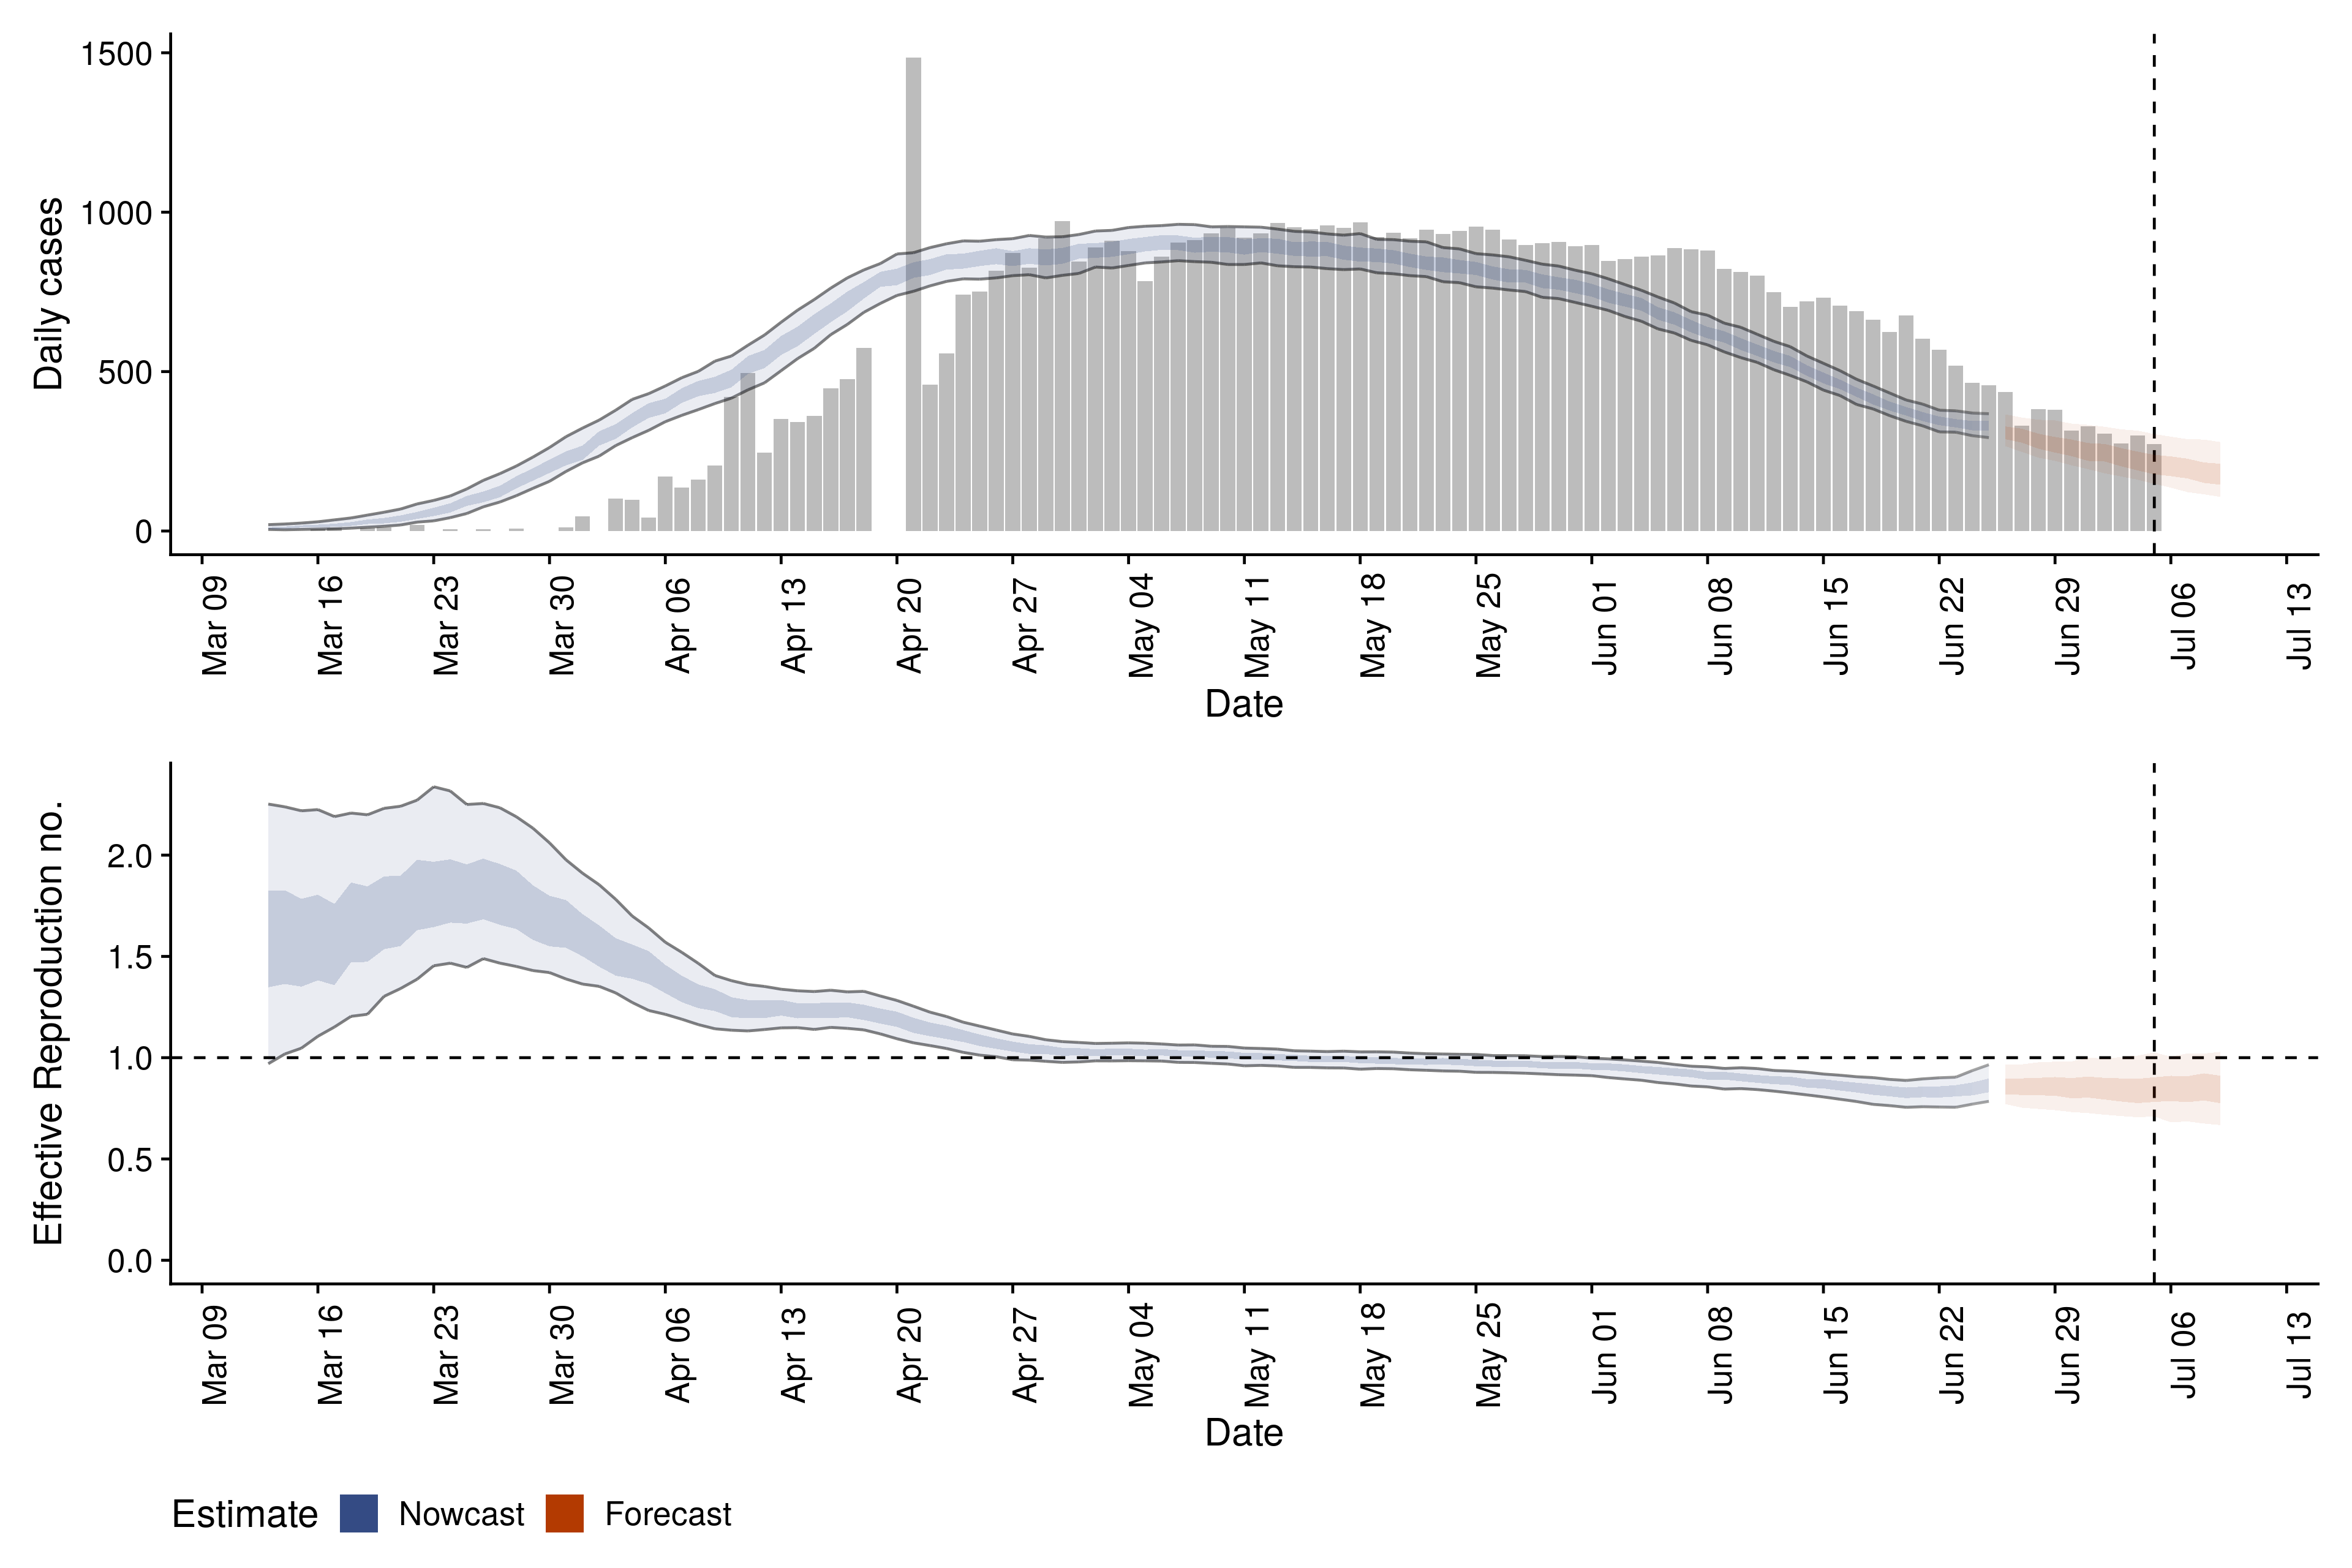 1500
1000
500
0
Daily cases
Mar 09 Mar 16 Mar 23 Mar 30 Apr 06 Apr 13 Apr 20 Apr 27 May 04 May 11 May 18 May 25 Jun 01 Jun 08 Jun 15 Jun 22 Jun 29 Jul 06 Jul 13
Date
2.0
1.5
1.0
0.5
0.0
Effective Reproduction no.
Mar 09 Mar 16 Mar 23 Mar 30 Apr 06 Apr 13 Apr 20 Apr 27 May 04 May 11 May 18 May 25 Jun 01 Jun 08 Jun 15 Jun 22 Jun 29 Jul 06 Jul 13
Date
Estimate Nowcast Forecast